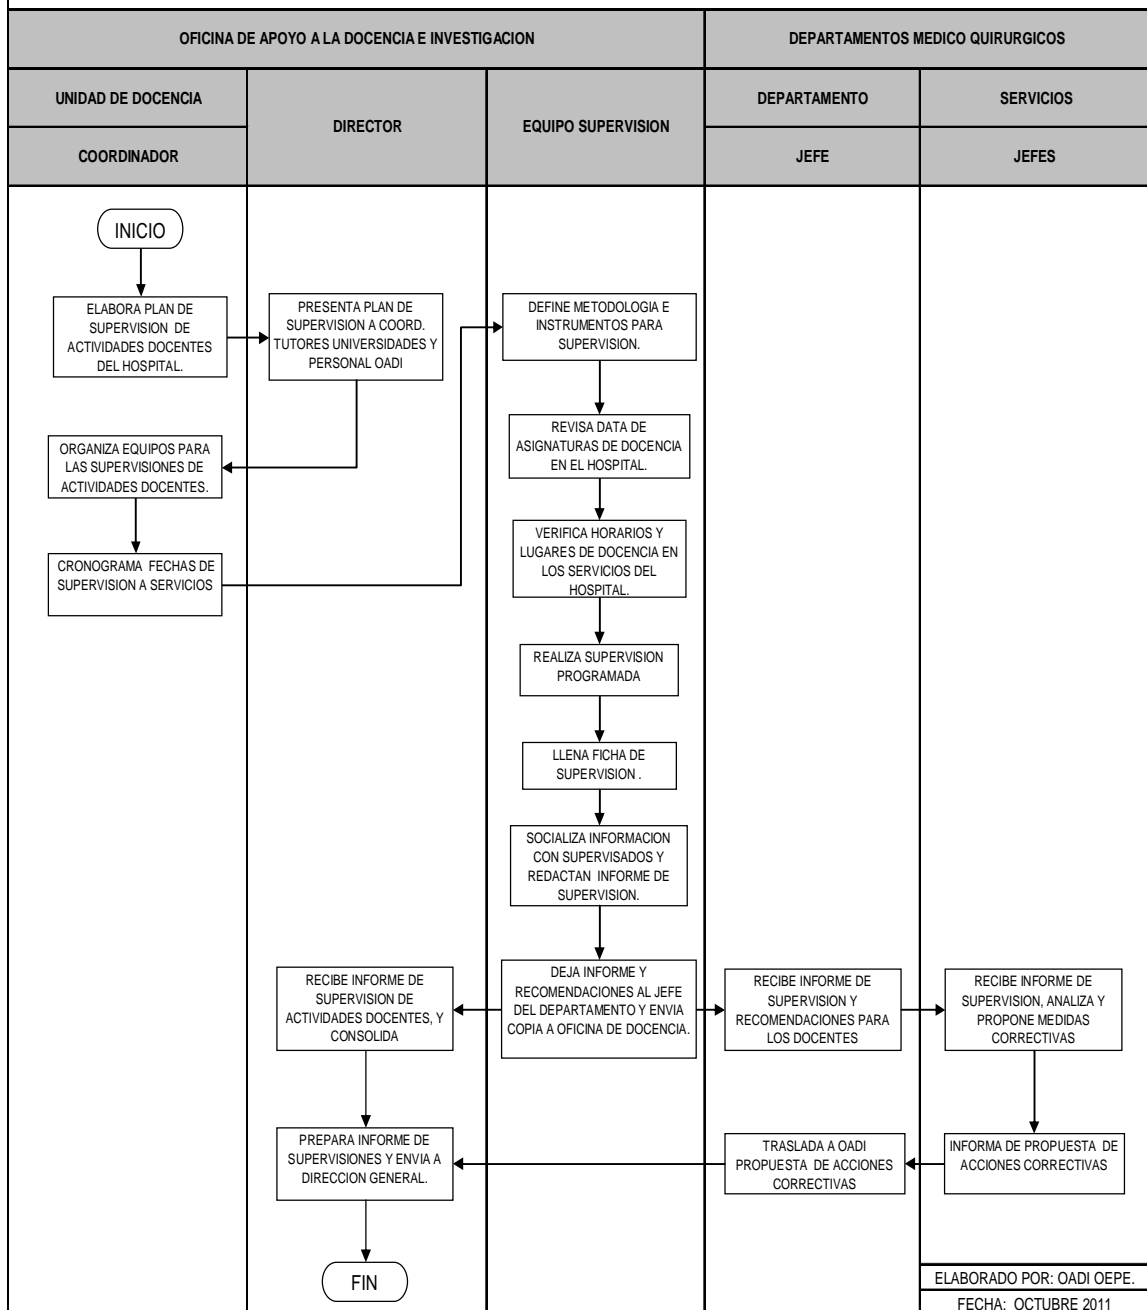 OFICINA DE APOYO A LA DOCENCIA E INVESTIGACION
DEPARTAMENTOS MEDICO QUIRURGICOS
UNIDAD DE DOCENCIA
COORDINADOR
DIRECTOR
EQUIPO SUPERVISION
DEPARTAMENTO
JEFE
SERVICIOS
JEFES
INICIO
ELABORA PLAN DE
SUPERVISION DE
ACTIVIDADES DOCENTES
DEL HOSPITAL.
PRESENTA PLAN DE
SUPERVISION A COORD.
TUTORES UNIVERSIDADES Y
PERSONAL OADI
ORGANIZA EQUIPOS PARA
LAS SUPERVISIONES DE
ACTIVIDADES DOCENTES.
CRONOGRAMA FECHAS DE
SUPERVISION A SERVICIOS
DEFINE METODOLOGIA E
INSTRUMENTOS PARA
SUPERVISION.
REVISA DATA DE
ASIGNATURAS DE DOCENCIA
EN EL HOSPITAL.
VERIFICA HORARIOS Y
LUGARES DE DOCENCIA EN
LOS SERVICIOS DEL
HOSPITAL.
REALIZA SUPERVISION
PROGRAMADA
LLENA FICHA DE
SUPERVISION .
SOCIALIZA INFORMACION
CON SUPERVISADOS Y
REDACTAN INFORME DE
SUPERVISION.
DEJA INFORME Y
RECOMENDACIONES AL JEFE
DEL DEPARTAMENTO Y ENVIA
COPIA A OFICINA DE DOCENCIA.
RECIBE INFORME DE
SUPERVISION DE
ACTIVIDADES DOCENTES, Y
CONSOLIDA
RECIBE INFORME DE
SUPERVISION Y
RECOMENDACIONES PARA
LOS DOCENTES
RECIBE INFORME DE
SUPERVISION, ANALIZA Y
PROPONE MEDIDAS
CORRECTIVAS
INFORMA DE PROPUESTA DE
ACCIONES CORRECTIVAS
TRASLADA A OADI
PROPUESTA DE ACCIONES
CORRECTIVAS
PREPARA INFORME DE
SUPERVISIONES Y ENVIA A
DIRECCION GENERAL.
FIN
ELABORADO POR: OADI OEPE.
FECHA: OCTUBRE 2011